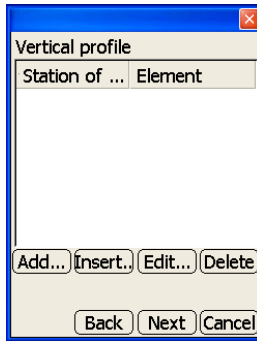 Vertical profile
Station of ... Element
Add... Insert.. Edit... Delete
Back Next Cancel